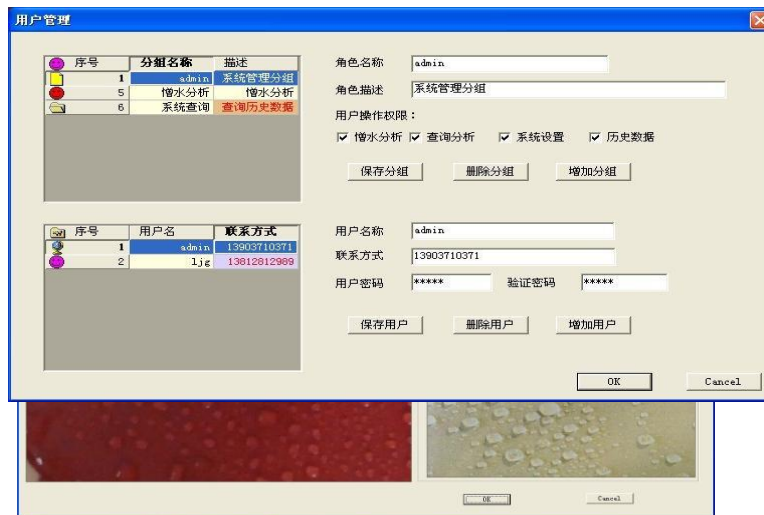 用户管理
序号 分组名称 描述
1 admin 系统管理分组
5 憎水分析 憎水分析
6 系统查询 查询历史数据
角色名称 admin
角色描述 系统管理分组
用户操作权限：
憎水分析 查询分析 系统设置 历史数据
保存分组 删除分组 增加分组
序号 用户名 联系方式
1 admin 13903710371
2 ljg 13812812989
用户名称 admin
联系方式 13903710371
用户密码 ***** 验证密码 *****
保存用户 删除用户 增加用户
OK Cancel
OK Cancel